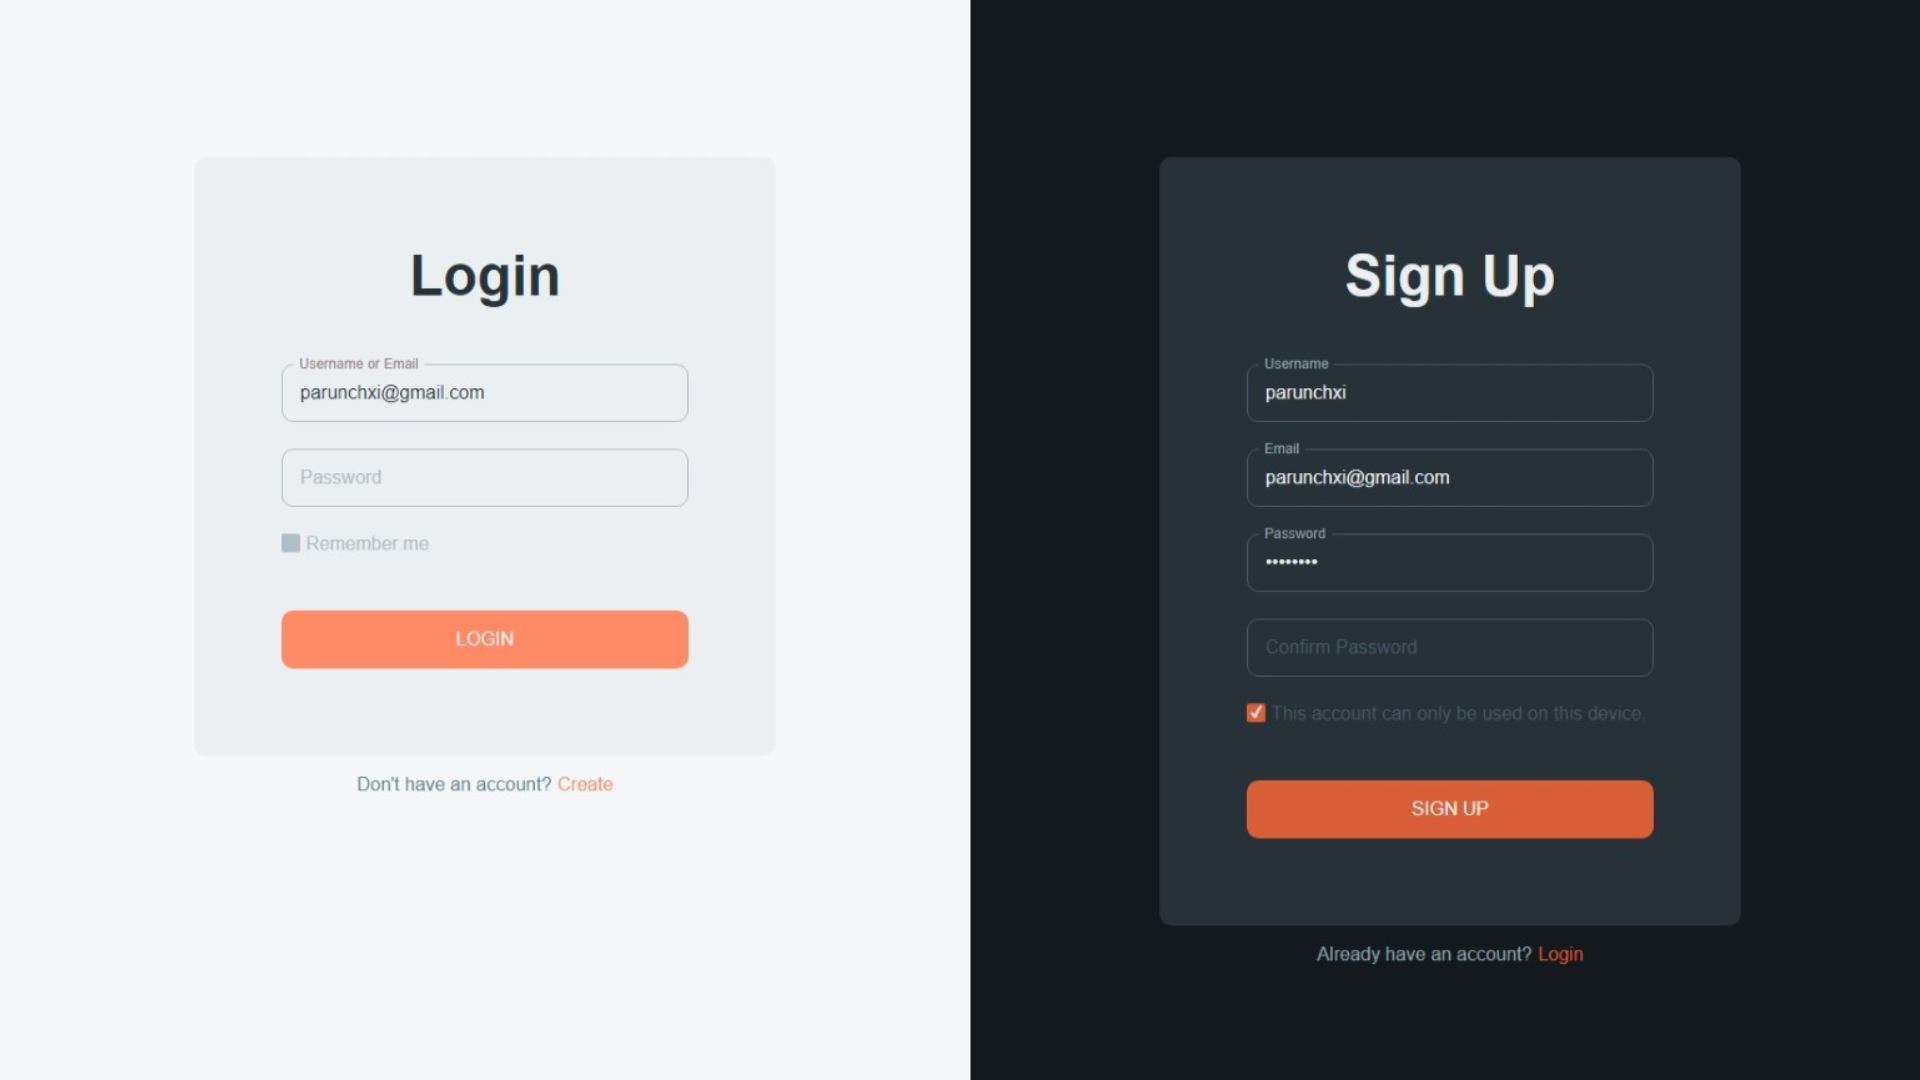 Login
Username or Email
parunchxi@gmail.com
Password
Remember me
LOGIN
Don't have an account? Create
Sign Up
Username
parunchxi
Email
parunchxi@gmail.com
Password
••••••••
Confirm Password
This account can only be used on this device.
SIGN UP
Already have an account? Login